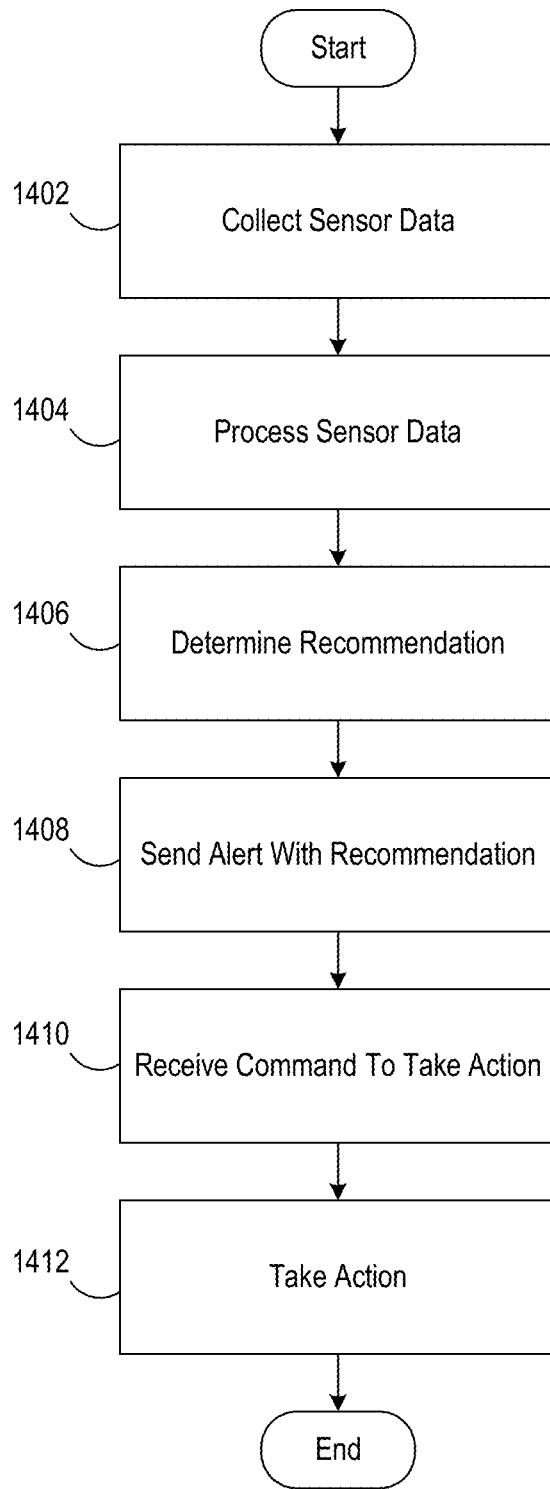 Start
1402
Collect Sensor Data
1404
Process Sensor Data
1406
Determine Recommendation
1408
Send Alert With Recommendation
1410
Receive Command To Take Action
1412
Take Action
End